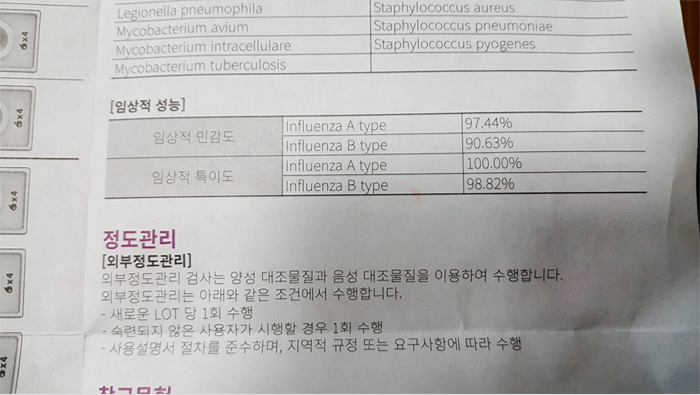 Legionella pneumophila Staphylococcus aureus
Mycobacterium avium Staphylococcus pneumoniae
Mycobacterium intracellulare Staphylococcus pyogenes
Mycobacterium tuberculosis
[임상적 성능]
임상적 민감도 Influenza A type 97.44%
Influenza B type 90.63%
임상적 특이도 Influenza A type 100.00%
Influenza B type 98.82%
정도관리
[외부정도관리]
외부정도관리 검사는 양성 대조물질과 음성 대조물질을 이용하여 수행합니다.
외부정도관리는 아래와 같은 조건에서 수행합니다.
- 새로운 LOT 당 1회 수행
- 숙련되지 않은 사용자가 시행할 경우 1회 수행
- 사용설명서 절차를 준수하며, 지역적 규정 또는 요구사항에 따라 수행
x4
x4
x4
x4
x4